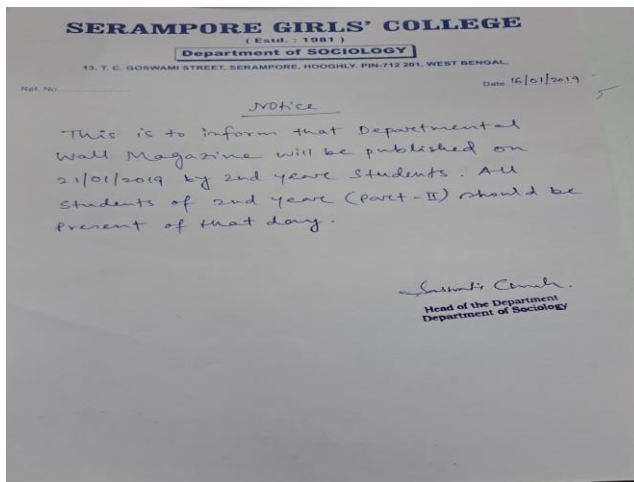 SERAMPORE GIRLS' COLLEGE
( Estd. : 1981 )
Department of SOCIOLOGY
13, T. C. GOSWAMI STREET, SERAMPORE, HOOGHLY. PIN-712 201, WEST BENGAL.
Ref. No. Date 16/01/2019
Notice
This is to inform that Departmental
Wall Magazine will be published on
21/01/2019 by 2nd year students. All
Students of 2nd year (part-II) should be
Present of that day.
Head of the Department
Department of Sociology